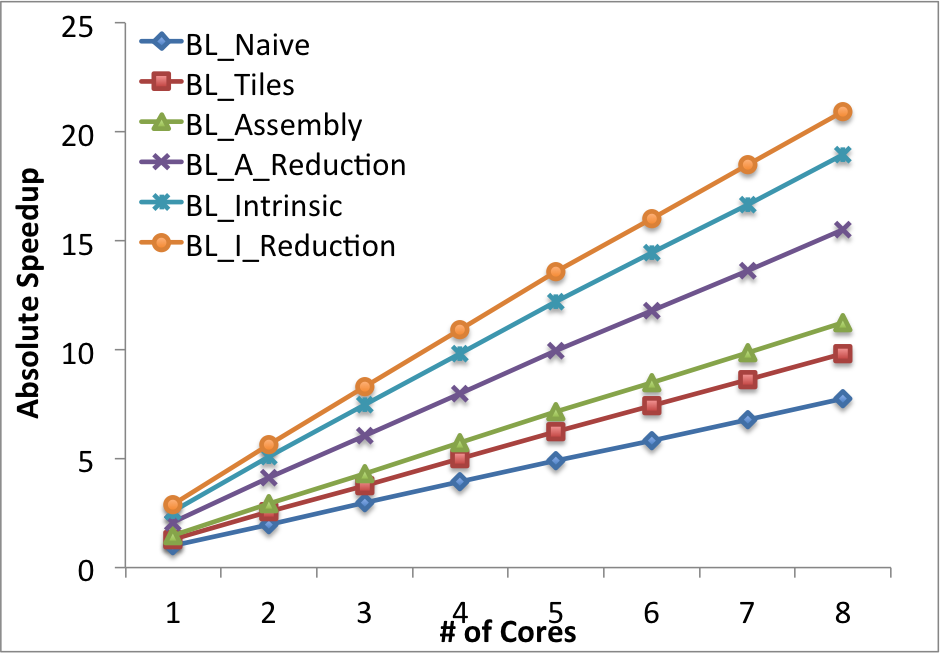 25
20
15
10
5
0
Absolute Speedup
BL_Naive
BL_Tiles
BL_Assembly
BL_A_Reduction
BL_Intrinsic
BL_I_Reduction
1 2 3 4 5 6 7 8
# of Cores